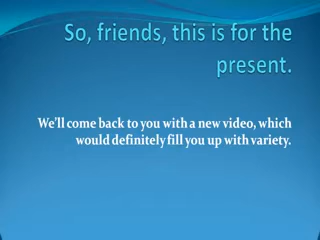 So, friends, this is for the
present.
We'll come back to you with a new video, which
would definitely fill you up with variety.